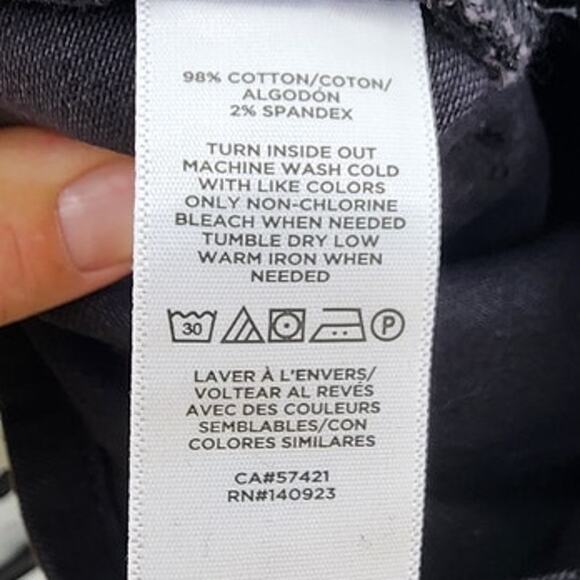 98% COTTON/COTON/
ALGODÓN
2% SPANDEX
TURN INSIDE OUT
MACHINE WASH COLD
WITH LIKE COLORS
ONLY NON-CHLORINE
BLEACH WHEN NEEDED
TUMBLE DRY LOW
WARM IRON WHEN
NEEDED
30 P
LAVER À L'ENVERS/
VOLTEAR AL REVÉS
AVEC DES COULEURS
SEMBLABLES/CON
COLORES SIMILARES
CA#57421
RN#140923